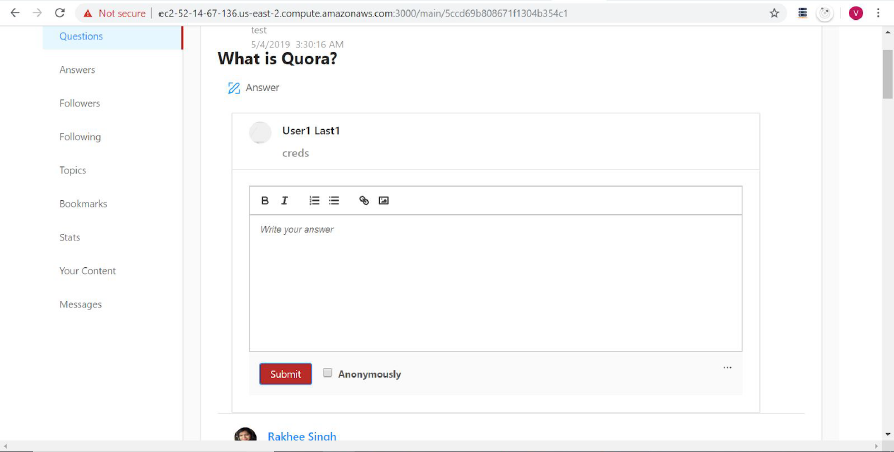 Not secure | ec2-52-14-67-136.us-east-2.compute.amazonaws.com:3000/main/5ccd69b808671f1304b354c1
V
Questions
Answers
Followers
Following
Topics
Bookmarks
Stats
Your Content
Messages
test
5/4/2019 3:30:16 AM
What is Quora?
Answer
User1 Last1
creds
B I
Write your answer
Submit Anonymously ...
Rakhee Singh